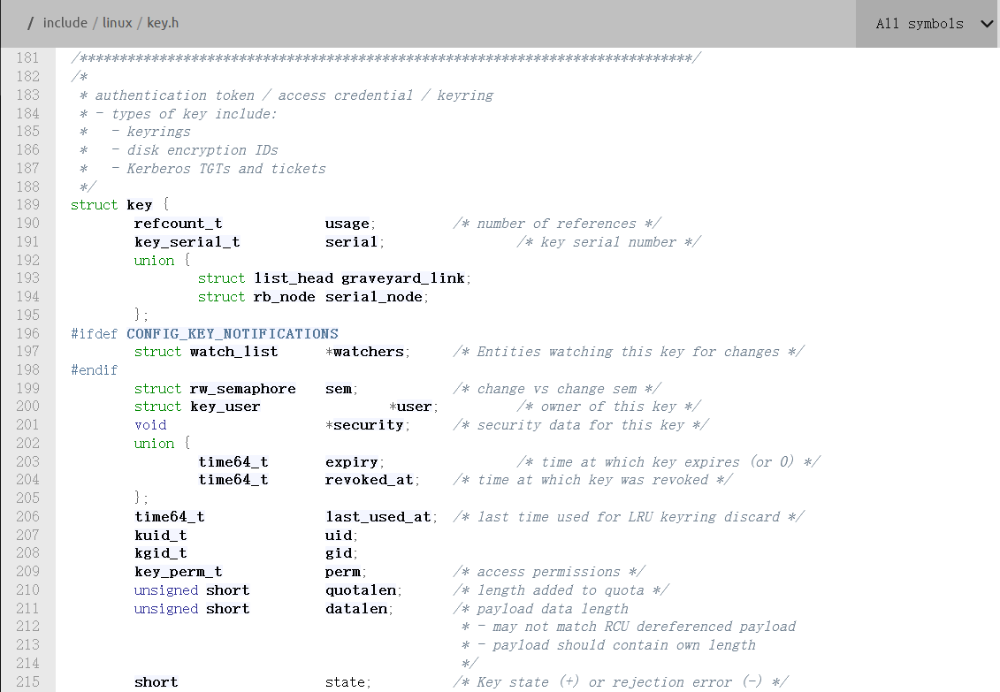 / include / linux / key.h
All symbols
181 /*****************************************************************************/
182 /*
183  * authentication token / access credential / keyring
184  * - types of key include:
185  *   - keyrings
186  *   - disk encryption IDs
187  *   - Kerberos TGTs and tickets
188  */
189 struct key {
190         refcount_t              usage;          /* number of references */
191         key_serial_t            serial;                 /* key serial number */
192         union {
193                 struct list_head graveyard_link;
194                 struct rb_node serial_node;
195         };
196 #ifdef CONFIG_KEY_NOTIFICATIONS
197         struct watch_list       *watchers;      /* Entities watching this key for changes */
198 #endif
199         struct rw_semaphore     sem;            /* change vs change sem */
200         struct key_user                 *user;          /* owner of this key */
201         void                    *security;      /* security data for this key */
202         union {
203                 time64_t        expiry;                 /* time at which key expires (or 0) */
204                 time64_t        revoked_at;     /* time at which key was revoked */
205         };
206         time64_t                last_used_at;   /* last time used for LRU keyring discard */
207         kuid_t                  uid;
208         kgid_t                  gid;
209         key_perm_t              perm;           /* access permissions */
210         unsigned short          quotalen;       /* length added to quota */
211         unsigned short          datalen;        /* payload data length
212                                                  * - may not match RCU dereferenced payload
213                                                  * - payload should contain own length
214                                                  */
215         short                   state;          /* Key state (+) or rejection error (-) */